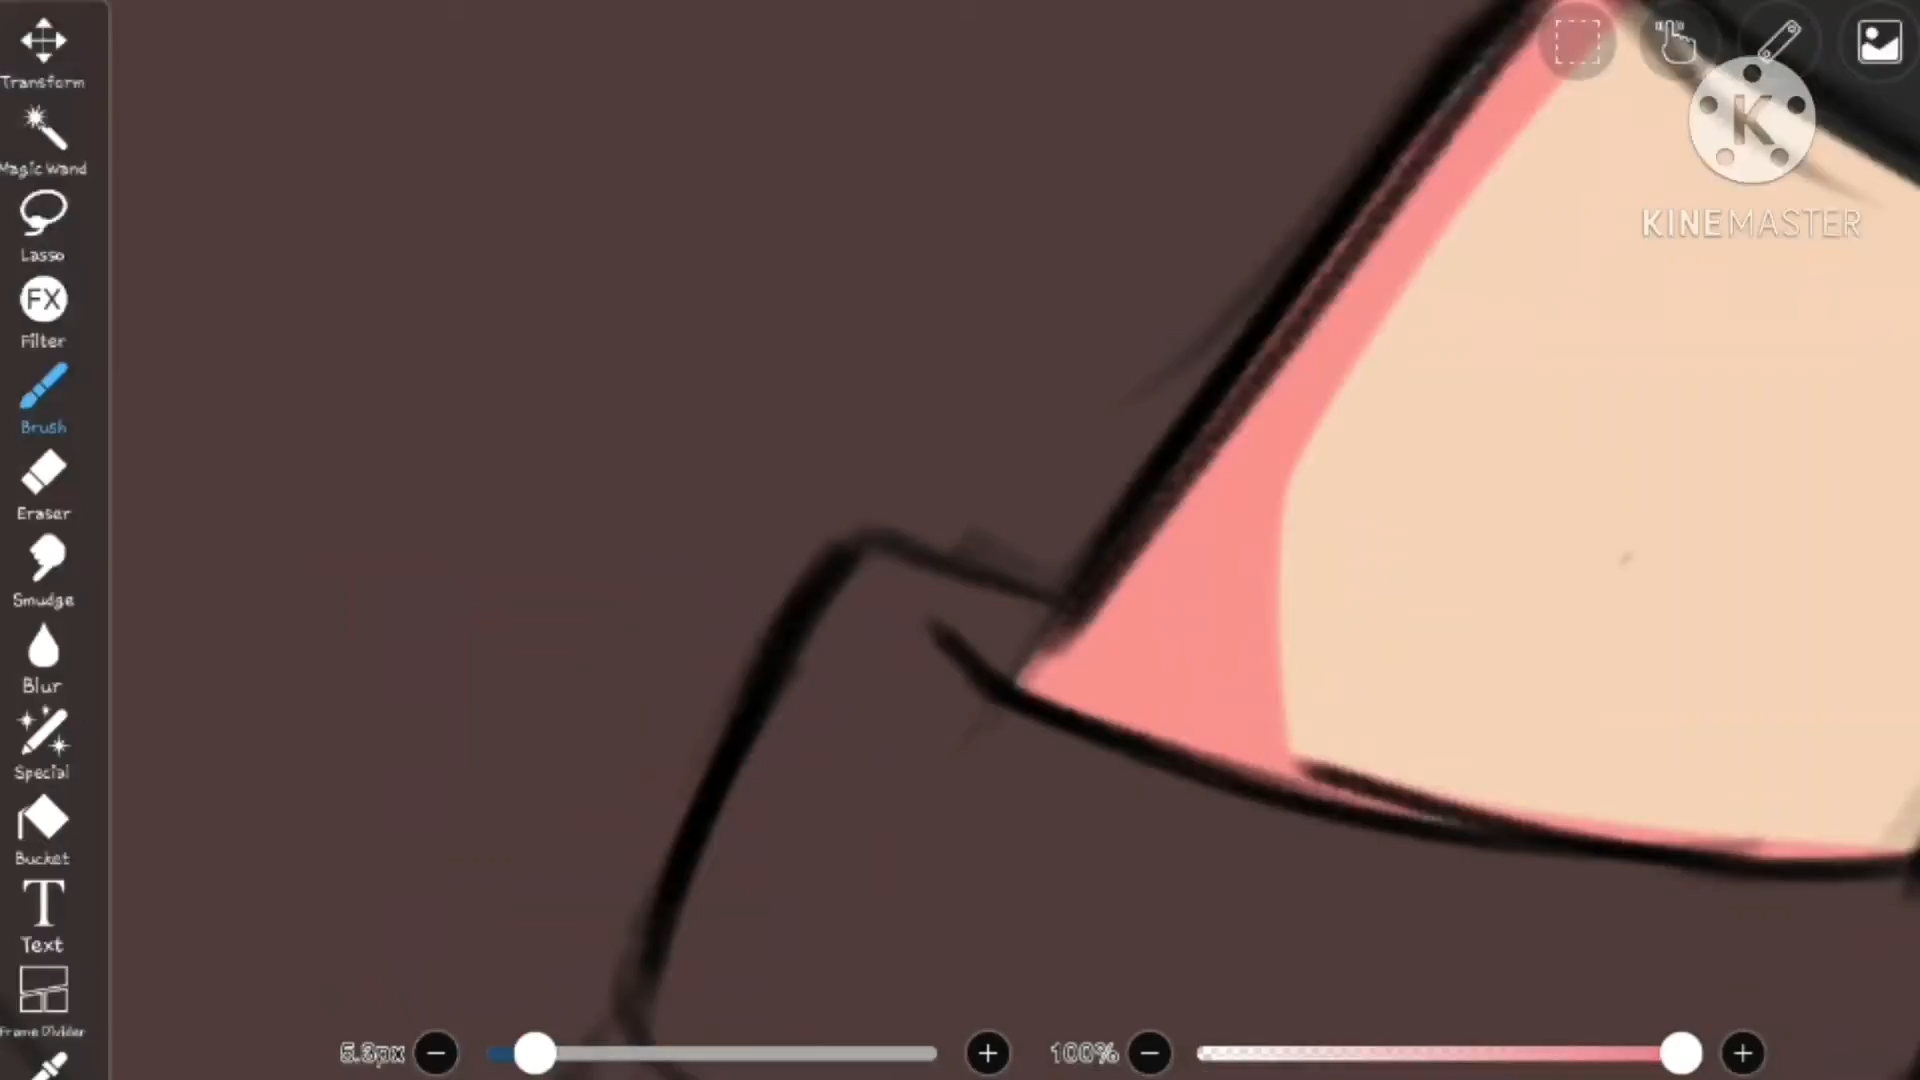 Transform
Magic Wand
Lasso
FX
Filter
Brush
Eraser
Smudge
Blur
Special
Bucket
T
Text
Frame Divider
5.3px
100%
K
KINEMASTER